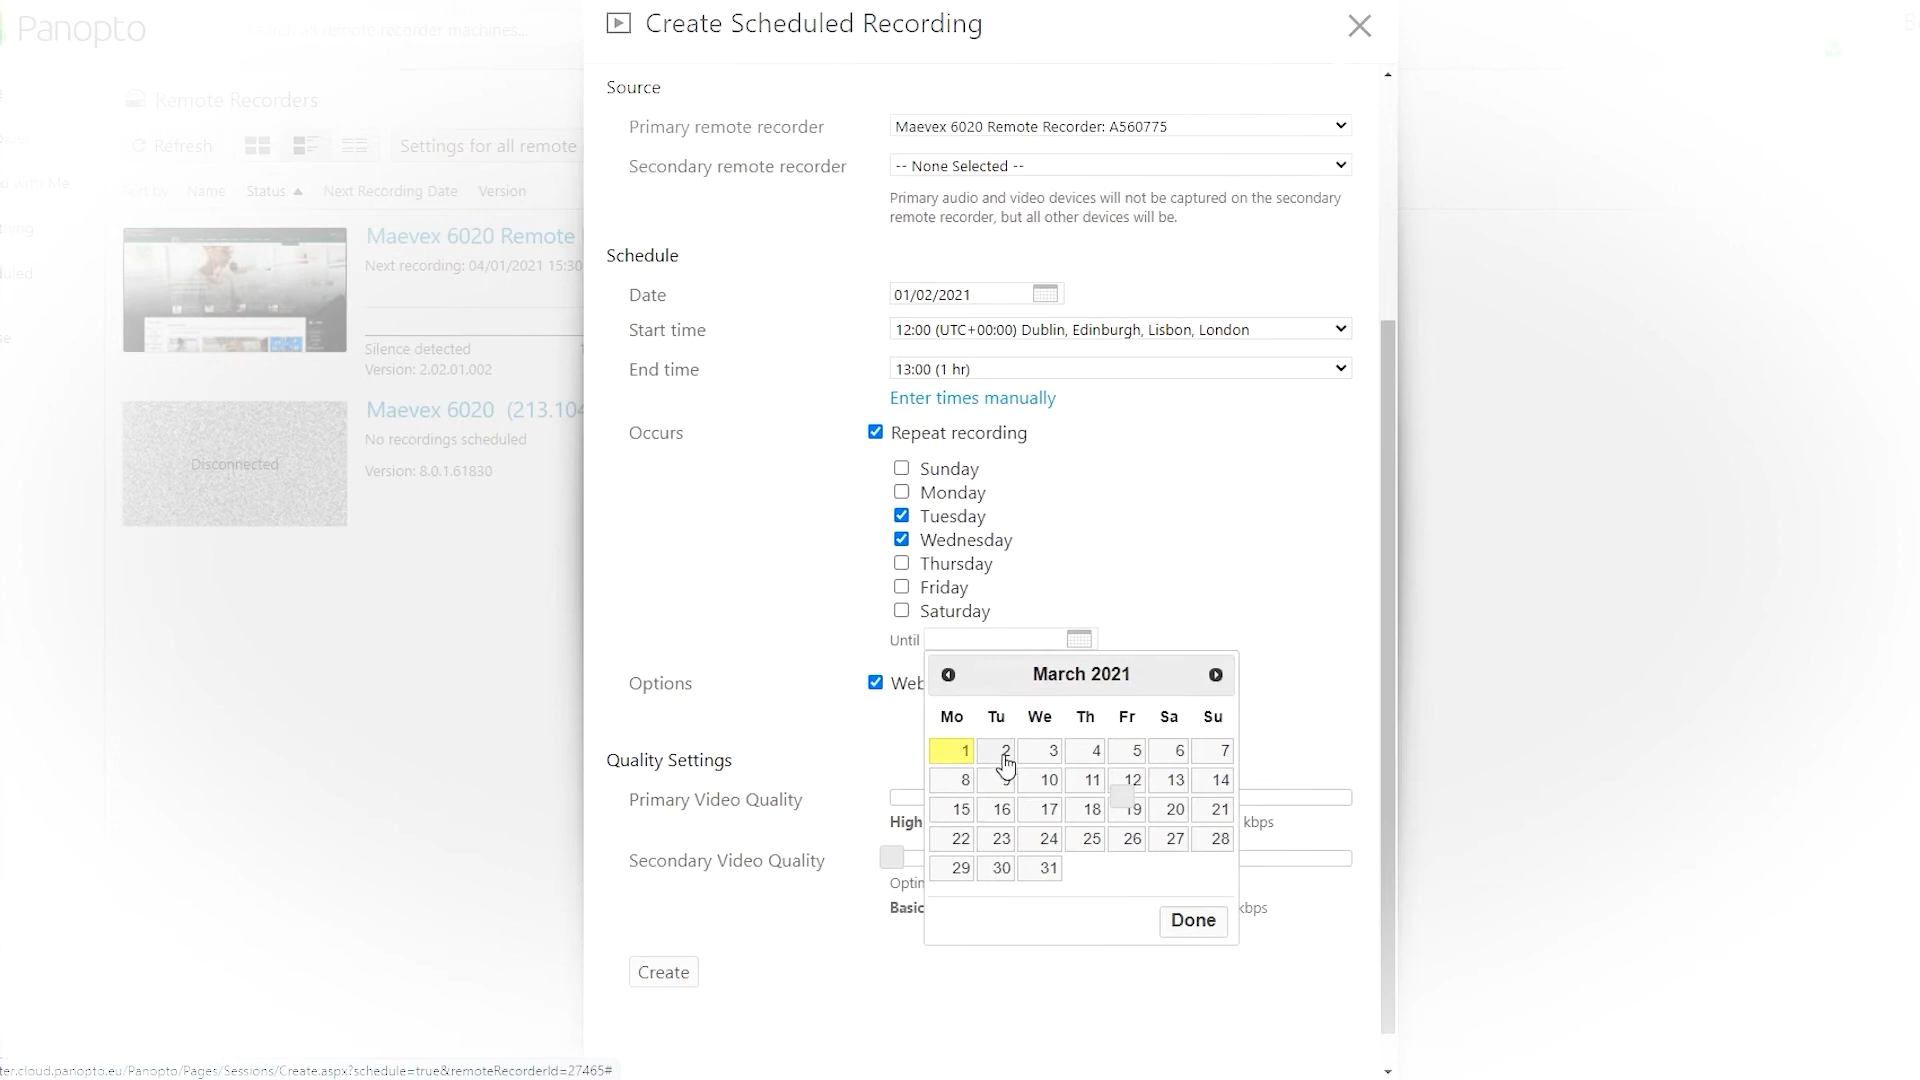 Panopto
Create Scheduled Recording
Remote Recorders
Refresh
Settings for all remote
Name Status Next Recording Date Version
Maevex 6020 Remote
Next recording: 04/01/2021 15:30
Silence detected
Version: 2.02.01.002
Maevex 6020 (213.104
No recordings scheduled
Disconnected
Version: 8.0.1.61830
Source
Primary remote recorder Maevex 6020 Remote Recorder: A560775
Secondary remote recorder -- None Selected --
Primary audio and video devices will not be captured on the secondary
remote recorder, but all other devices will be.
Schedule
Date 01/02/2021
Start time 12:00 (UTC+00:00) Dublin, Edinburgh, Lisbon, London
End time 13:00 (1 hr)
Enter times manually
Occurs Repeat recording
Sunday
Monday
Tuesday
Wednesday
Thursday
Friday
Saturday
Until
Options Web
March 2021
Mo Tu We Th Fr Sa Su
1 2 3 4 5 6 7
8 9 10 11 12 13 14
15 16 17 18 19 20 21
22 23 24 25 26 27 28
29 30 31
Done
Quality Settings
Primary Video Quality
High kbps
Secondary Video Quality
Optim
Basic kbps
Create
ter.cloud.panopto.eu/Panopto/Pages/Sessions/Create.aspx?schedule=true&remoteRecorderId=27465#